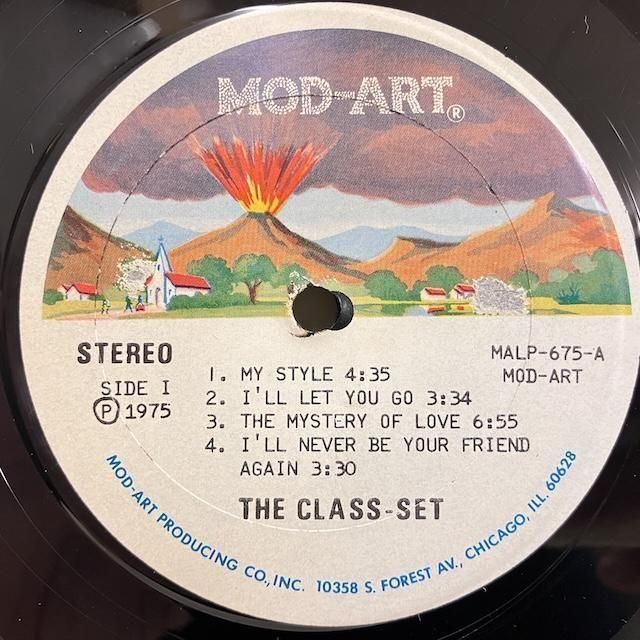 MOD-ART®
STEREO
SIDE I
Ⓟ 1975
MALP-675-A
MOD-ART
1. MY STYLE 4:35
2. I'LL LET YOU GO 3:34
3. THE MYSTERY OF LOVE 6:55
4. I'LL NEVER BE YOUR FRIEND
AGAIN 3:30
THE CLASS-SET
MOD-ART PRODUCING CO., INC. 10358 S. FOREST AV., CHICAGO, ILL. 60628